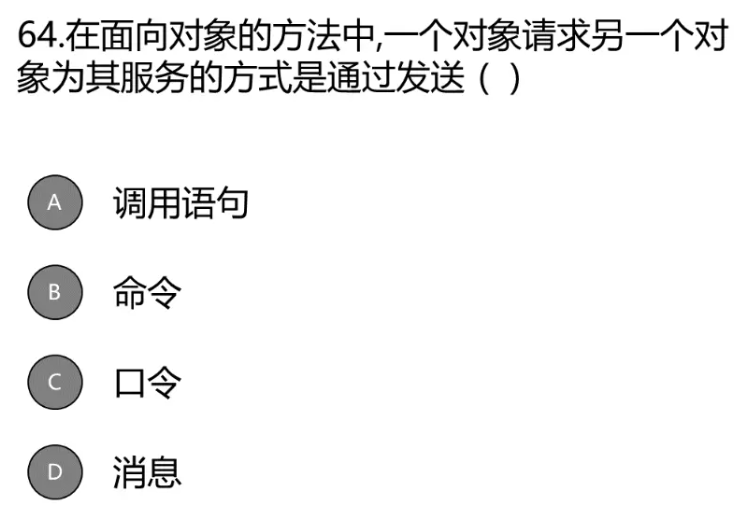 64.在面向对象的方法中,一个对象请求另一个对
象为其服务的方式是通过发送（ ）
A 调用语句
B 命令
C 口令
D 消息